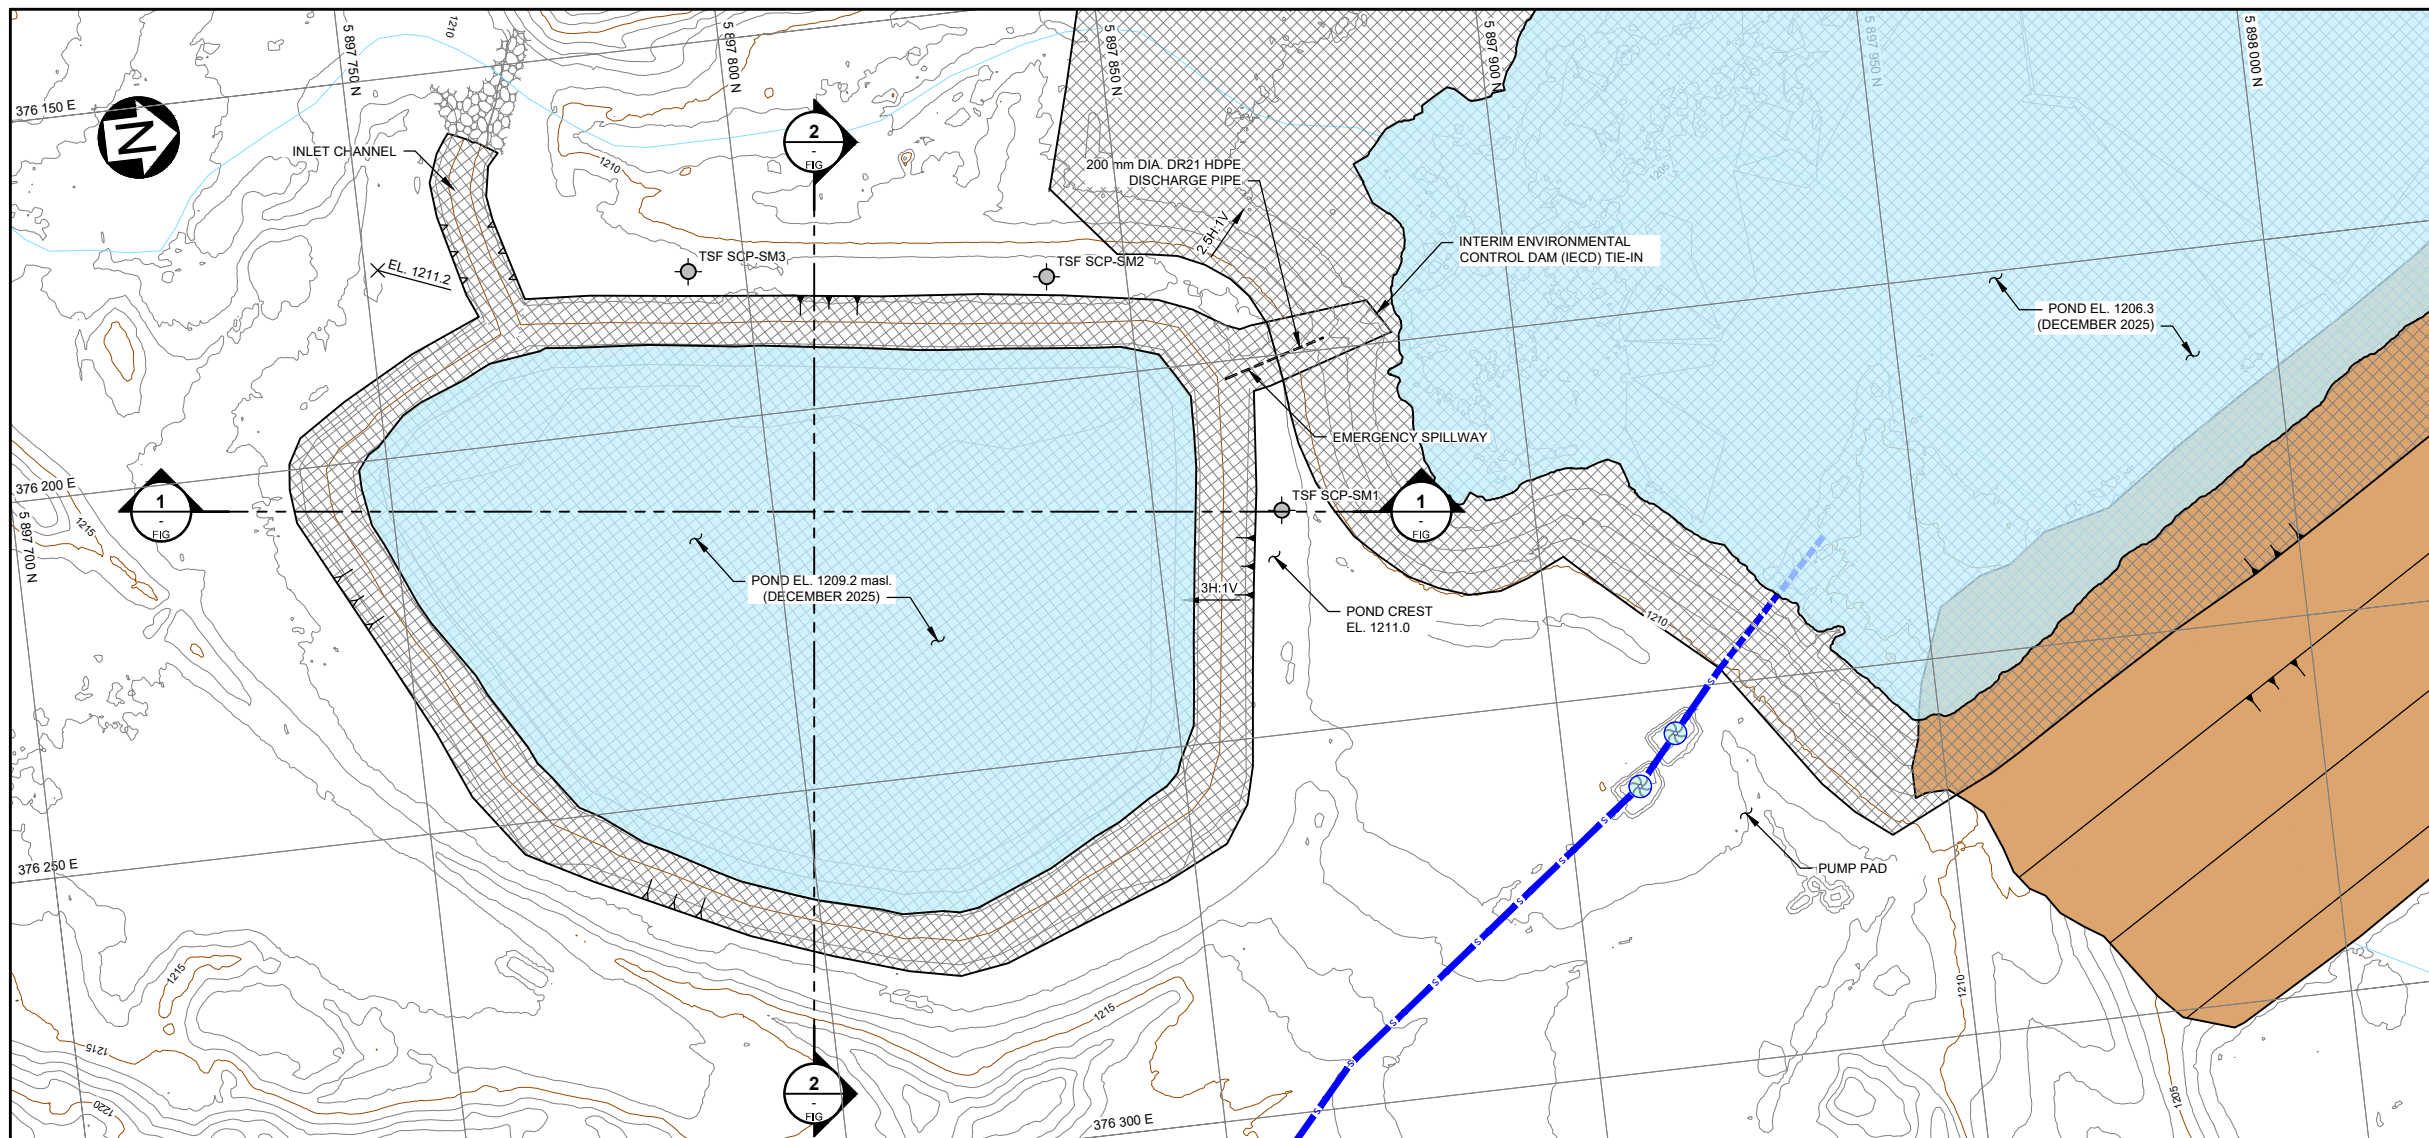 1210
5 897 750 N
5 897 800 N
5 897 850 N
5 897 900 N
5 897 950 N
5 898 000 N
376 150 E
N
INLET CHANNEL
2
-
FIG
1210
200 mm DIA. DR21 HDPE
DISCHARGE PIPE
1205
2.5H:1V
INTERIM ENVIRONMENTAL
CONTROL DAM (IECD) TIE-IN
EL. 1211.2
TSF SCP-SM3
TSF SCP-SM2
POND EL. 1206.3
(DECEMBER 2025)
EMERGENCY SPILLWAY
376 200 E
1215
5 897 700 N
1
-
FIG
TSF SCP-SM1
1
-
FIG
POND EL. 1209.2 masl.
(DECEMBER 2025)
3H:1V
POND CREST
EL. 1211.0
1210
S
376 250 E
S
S
PUMP PAD
S
S
1215
S
1215
1210
S
1215
S
2
-
FIG
1220
S
376 300 E
1205